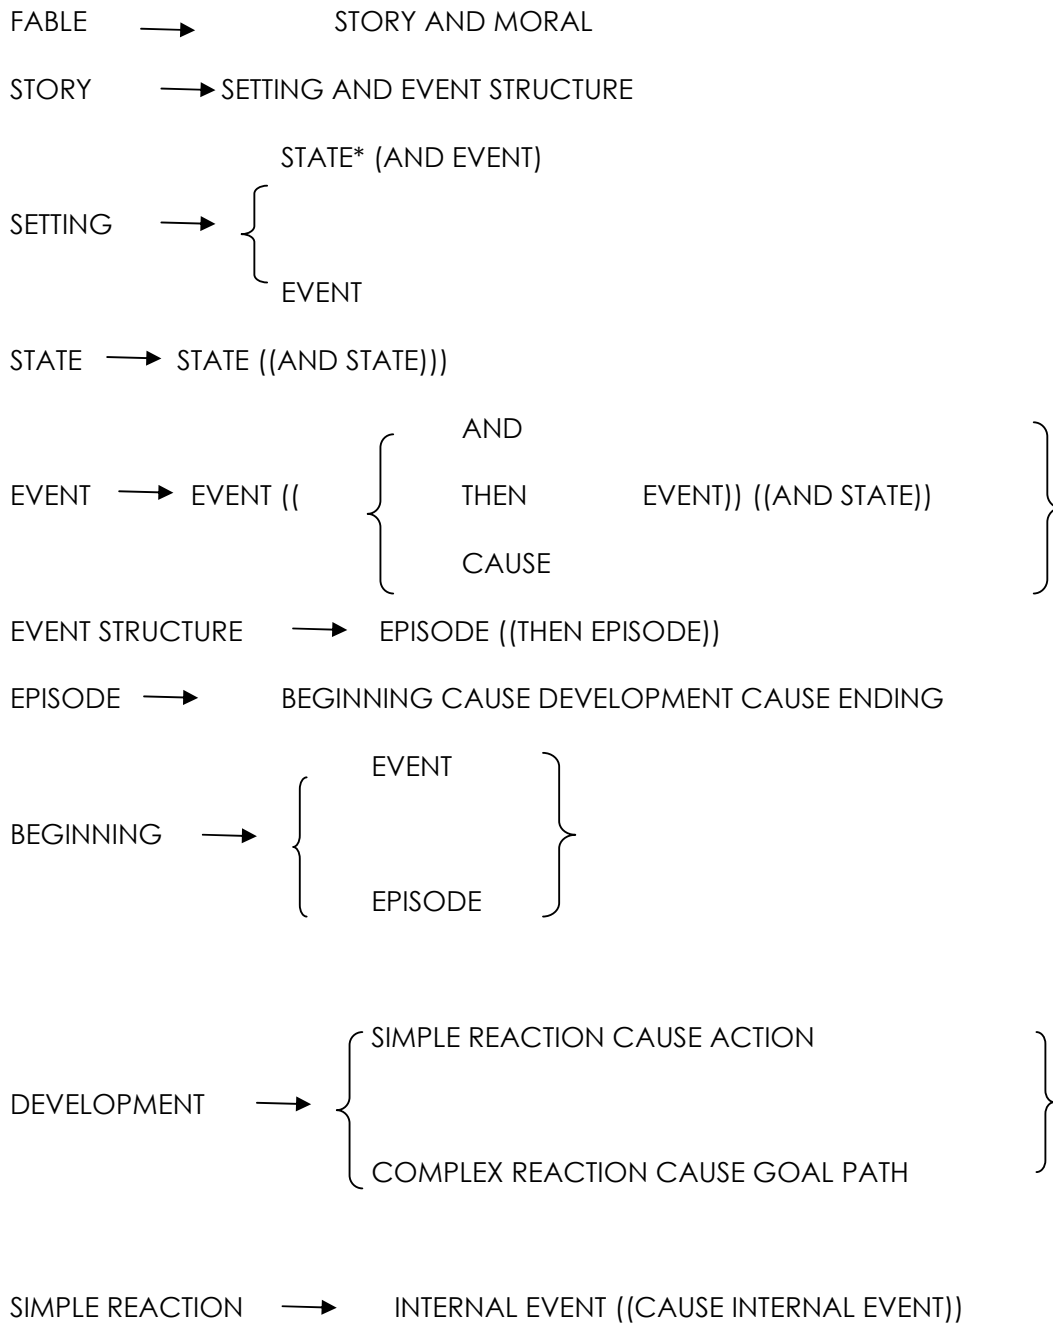 FABLE → STORY AND MORAL
STORY → SETTING AND EVENT STRUCTURE
STATE* (AND EVENT)
SETTING → {
EVENT
STATE → STATE ((AND STATE)))
AND
EVENT → EVENT (( { THEN EVENT)) ((AND STATE)) }
CAUSE
EVENT STRUCTURE → EPISODE ((THEN EPISODE))
EPISODE → BEGINNING CAUSE DEVELOPMENT CAUSE ENDING
EVENT
BEGINNING → { }
EPISODE
SIMPLE REACTION CAUSE ACTION
DEVELOPMENT → { }
COMPLEX REACTION CAUSE GOAL PATH
SIMPLE REACTION → INTERNAL EVENT ((CAUSE INTERNAL EVENT))